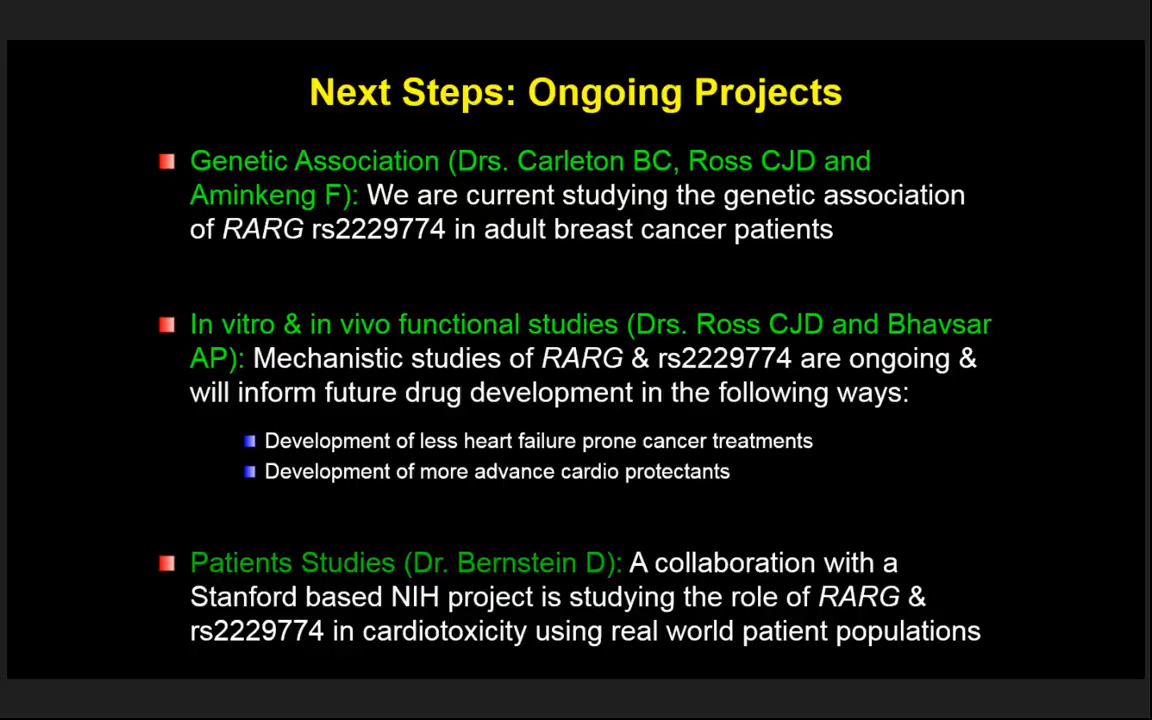 Next Steps: Ongoing Projects
Genetic Association (Drs. Carleton BC, Ross CJD and
Aminkeng F): We are current studying the genetic association
of RARG rs2229774 in adult breast cancer patients
In vitro & in vivo functional studies (Drs. Ross CJD and Bhavsar
AP): Mechanistic studies of RARG & rs2229774 are ongoing &
will inform future drug development in the following ways:
Development of less heart failure prone cancer treatments
Development of more advance cardio protectants
Patients Studies (Dr. Bernstein D): A collaboration with a
Stanford based NIH project is studying the role of RARG &
rs2229774 in cardiotoxicity using real world patient populations